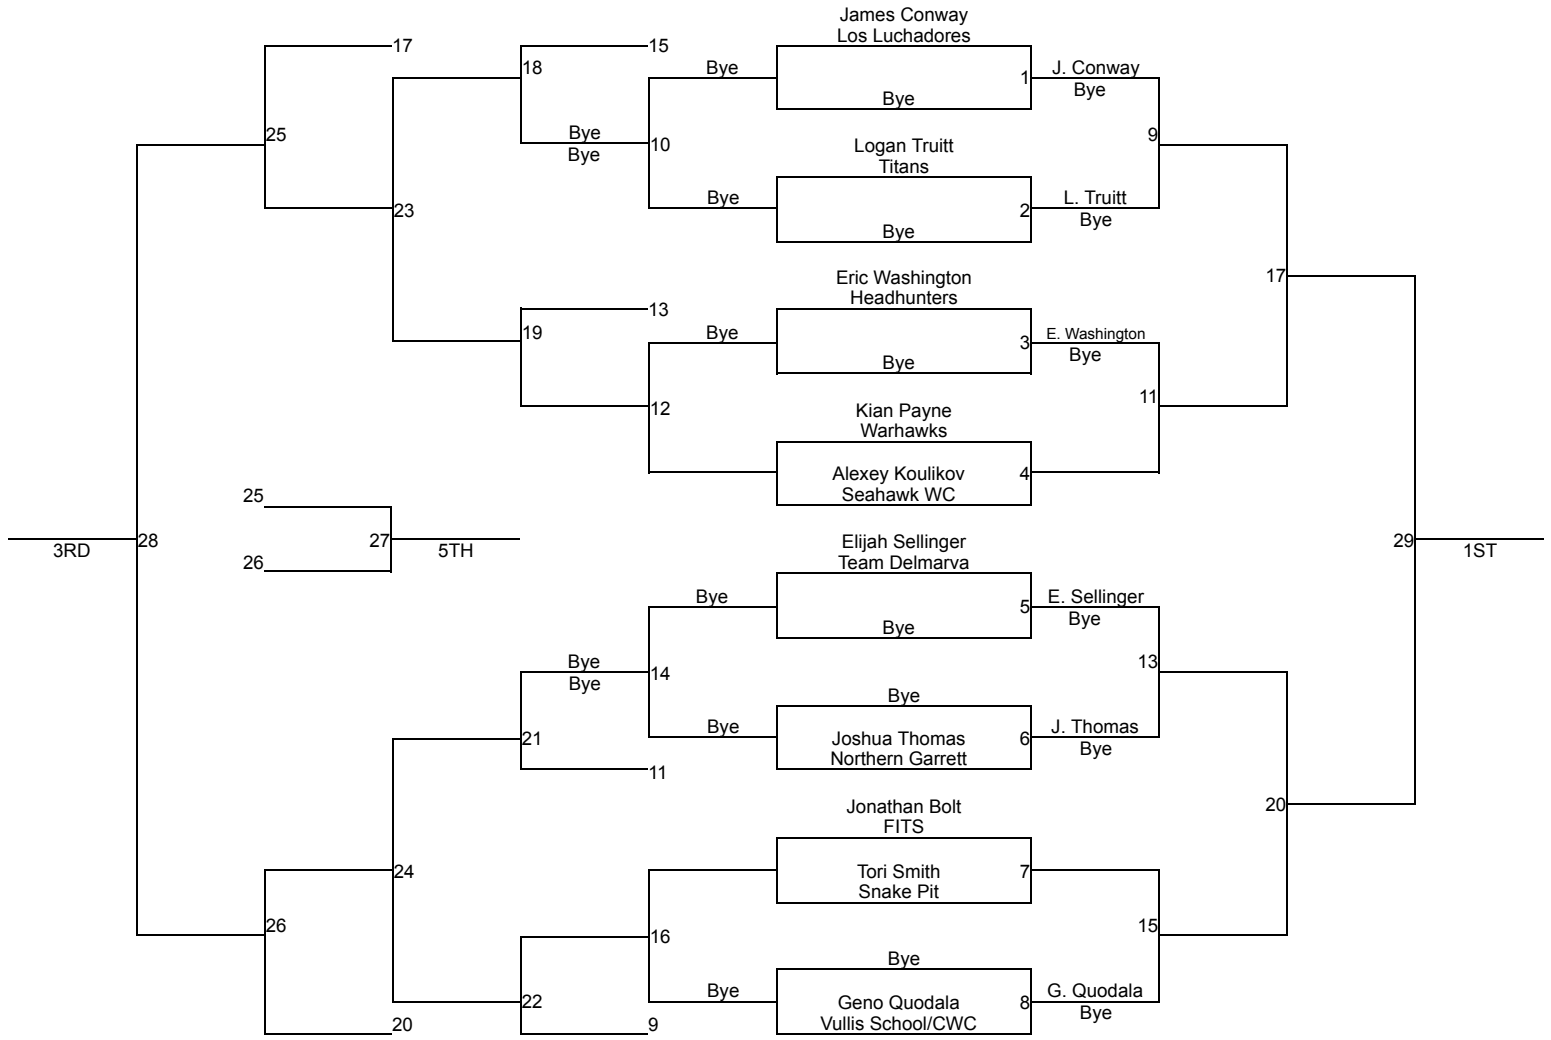 James Conway
Los Luchadores
17
15
18
Bye
1
J. Conway
Bye
Bye
25
Bye
10
Bye
9
Logan Truitt
Titans
Bye
23
2
L. Truitt
Bye
Bye
Eric Washington
Headhunters
17
13
19
Bye
3
E. Washington
Bye
Bye
12
11
Kian Payne
Warhawks
Alexey Koulikov
Seahawk WC
4
25
3RD
28
27
5TH
26
29
1ST
Elijah Sellinger
Team Delmarva
Bye
5
E. Sellinger
Bye
Bye
Bye
14
Bye
13
Bye
21
Bye
Joshua Thomas
Northern Garrett
6
J. Thomas
Bye
11
Jonathan Bolt
FITS
20
24
Tori Smith
Snake Pit
7
26
16
15
Bye
22
Bye
Geno Quodala
Vullis School/CWC
8
G. Quodala
Bye
20
9